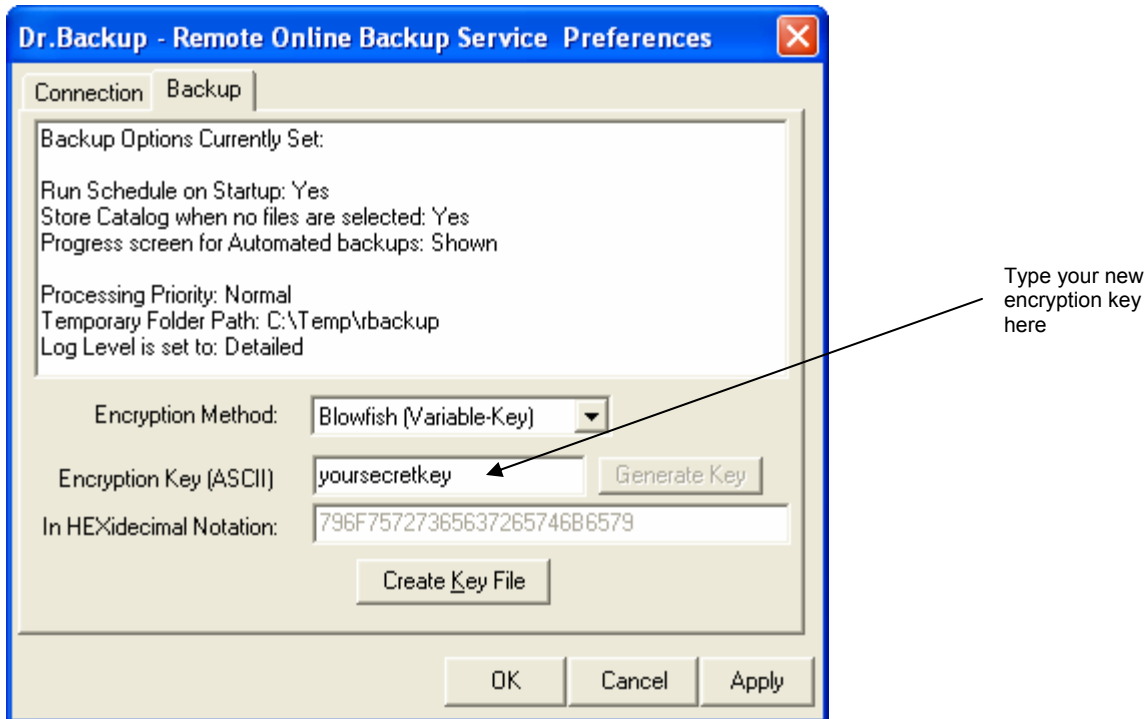 Dr.Backup - Remote Online Backup Service Preferences
Connection
Backup
Backup Options Currently Set:
Run Schedule on Startup: Yes
Store Catalog when no files are selected: Yes
Progress screen for Automated backups: Shown
Processing Priority: Normal
Temporary Folder Path: C:\Temp\rbackup
Log Level is set to: Detailed
Encryption Method:
Blowfish (Variable-Key)
Encryption Key (ASCII)
yoursecretkey
Generate Key
In HEXidecimal Notation:
796F75727365637265746B6579
Create Key File
OK
Cancel
Apply
Type your new
encryption key
here